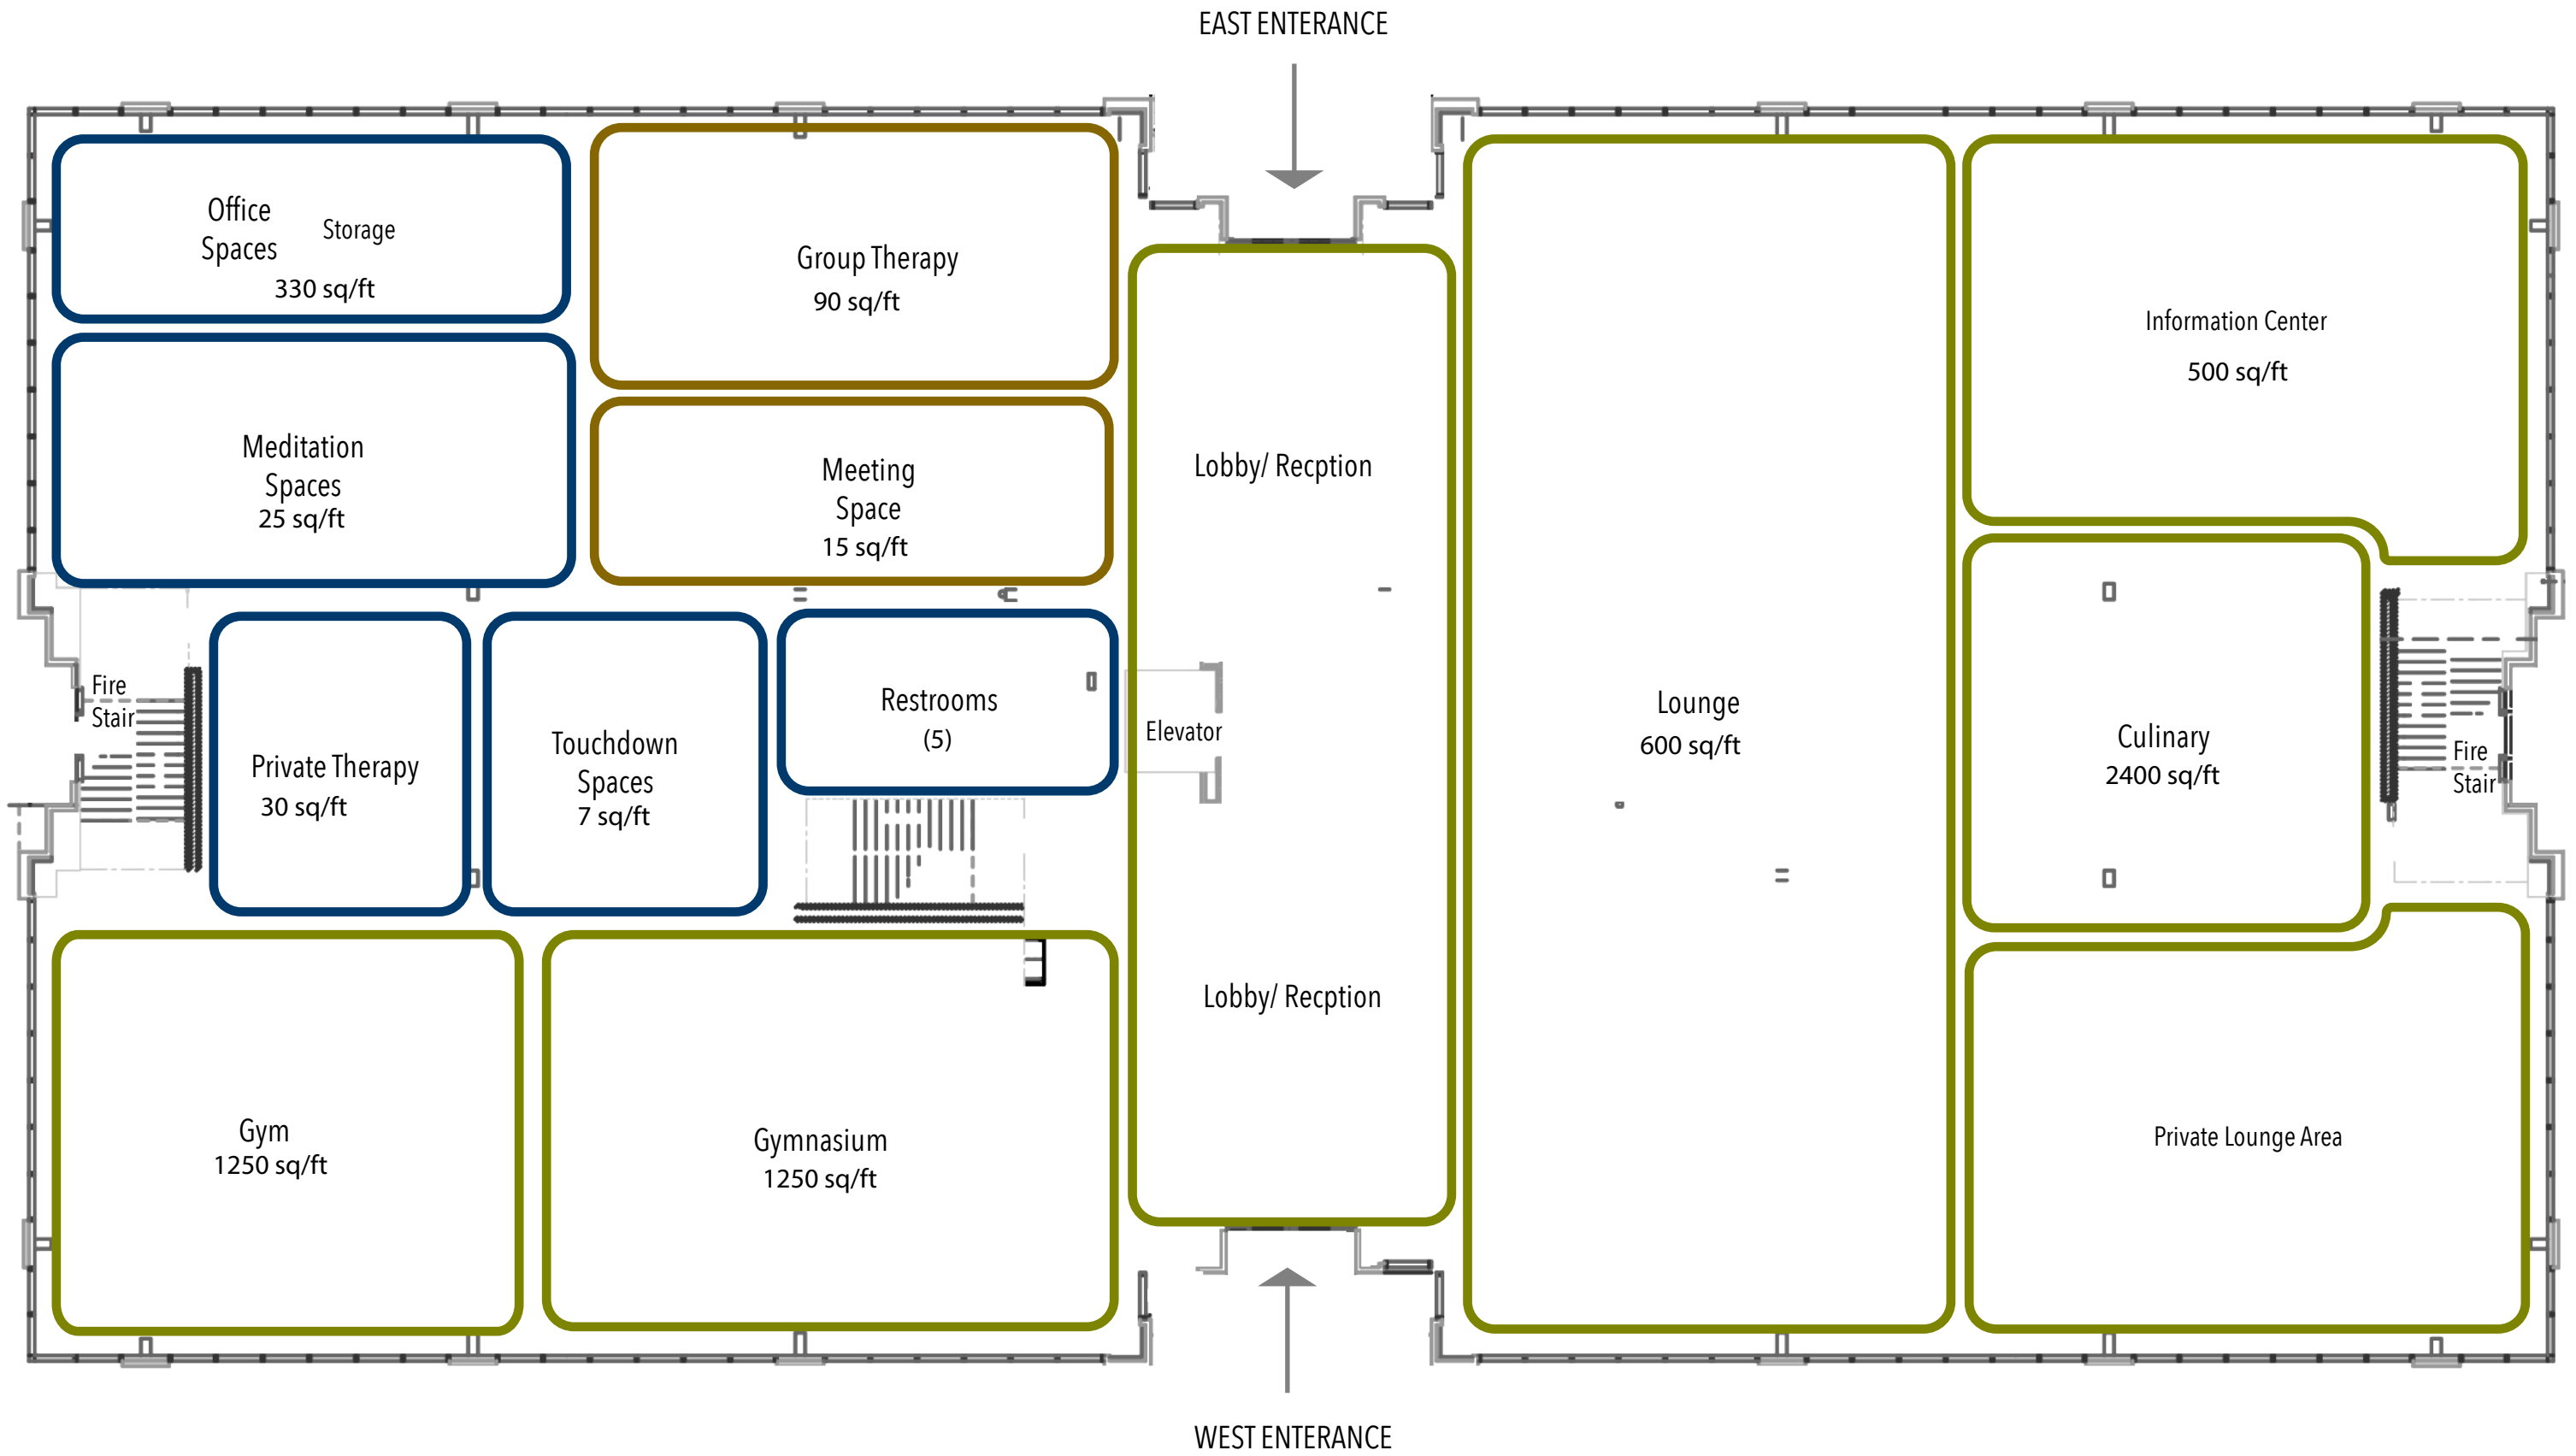 EAST ENTERANCE
Office
Spaces
Storage
330 sq/ft
Group Therapy
90 sq/ft
Information Center
500 sq/ft
Meditation
Spaces
25 sq/ft
Meeting
Space
15 sq/ft
Lobby/ Recption
Fire
Stair
Private Therapy
30 sq/ft
Touchdown
Spaces
7 sq/ft
Restrooms
(5)
Elevator
Lounge
600 sq/ft
Culinary
2400 sq/ft
Fire
Stair
Lobby/ Recption
Gym
1250 sq/ft
Gymnasium
1250 sq/ft
Private Lounge Area
WEST ENTERANCE